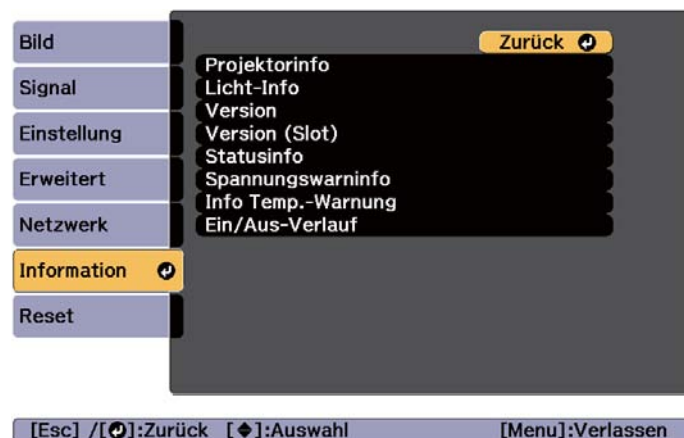 Bild
Signal
Einstellung
Erweitert
Netzwerk
Information
Reset
Zurück
Projektorinfo
Licht-Info
Version
Version (Slot)
Statusinfo
Spannungswarninfo
Info Temp.-Warnung
Ein/Aus-Verlauf
[Esc] /[⏎]:Zurück [◆]:Auswahl [Menu]:Verlassen